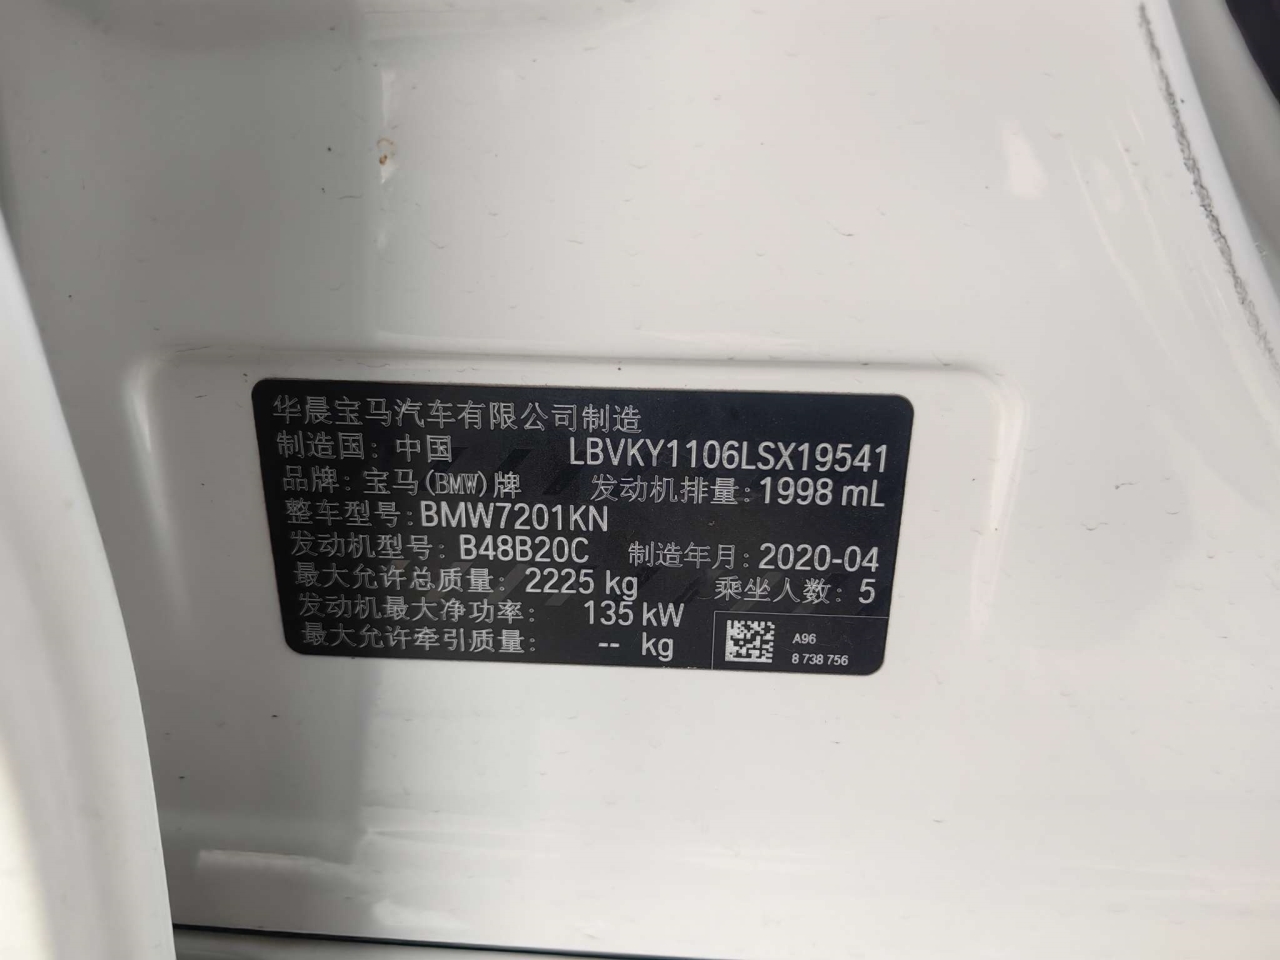 华晨宝马汽车有限公司制造
制造国: 中国 LBVKY1106LSX19541
品牌: 宝马(BMW)牌 发动机排量: 1998 mL
整车型号: BMW7201KN
发动机型号: B48B20C 制造年月: 2020-04
最大允许总质量: 2225 kg 乘坐人数: 5
发动机最大净功率: 135 kW
最大允许牵引质量: -- kg
A96
8 738 756